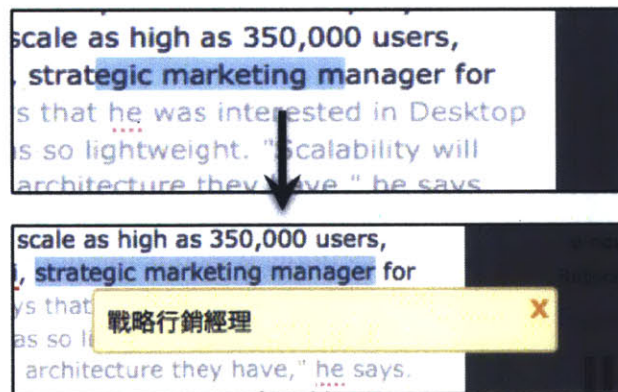 scale as high as 350,000 users,
, strategic marketing manager for
's that he was interested in Desktop
as so lightweight. "Scalability will
architecture they have," he says
scale as high as 350,000 users,
i, strategic marketing manager for
ys that
戰略行銷經理 X
as so li
architecture they have," he says.